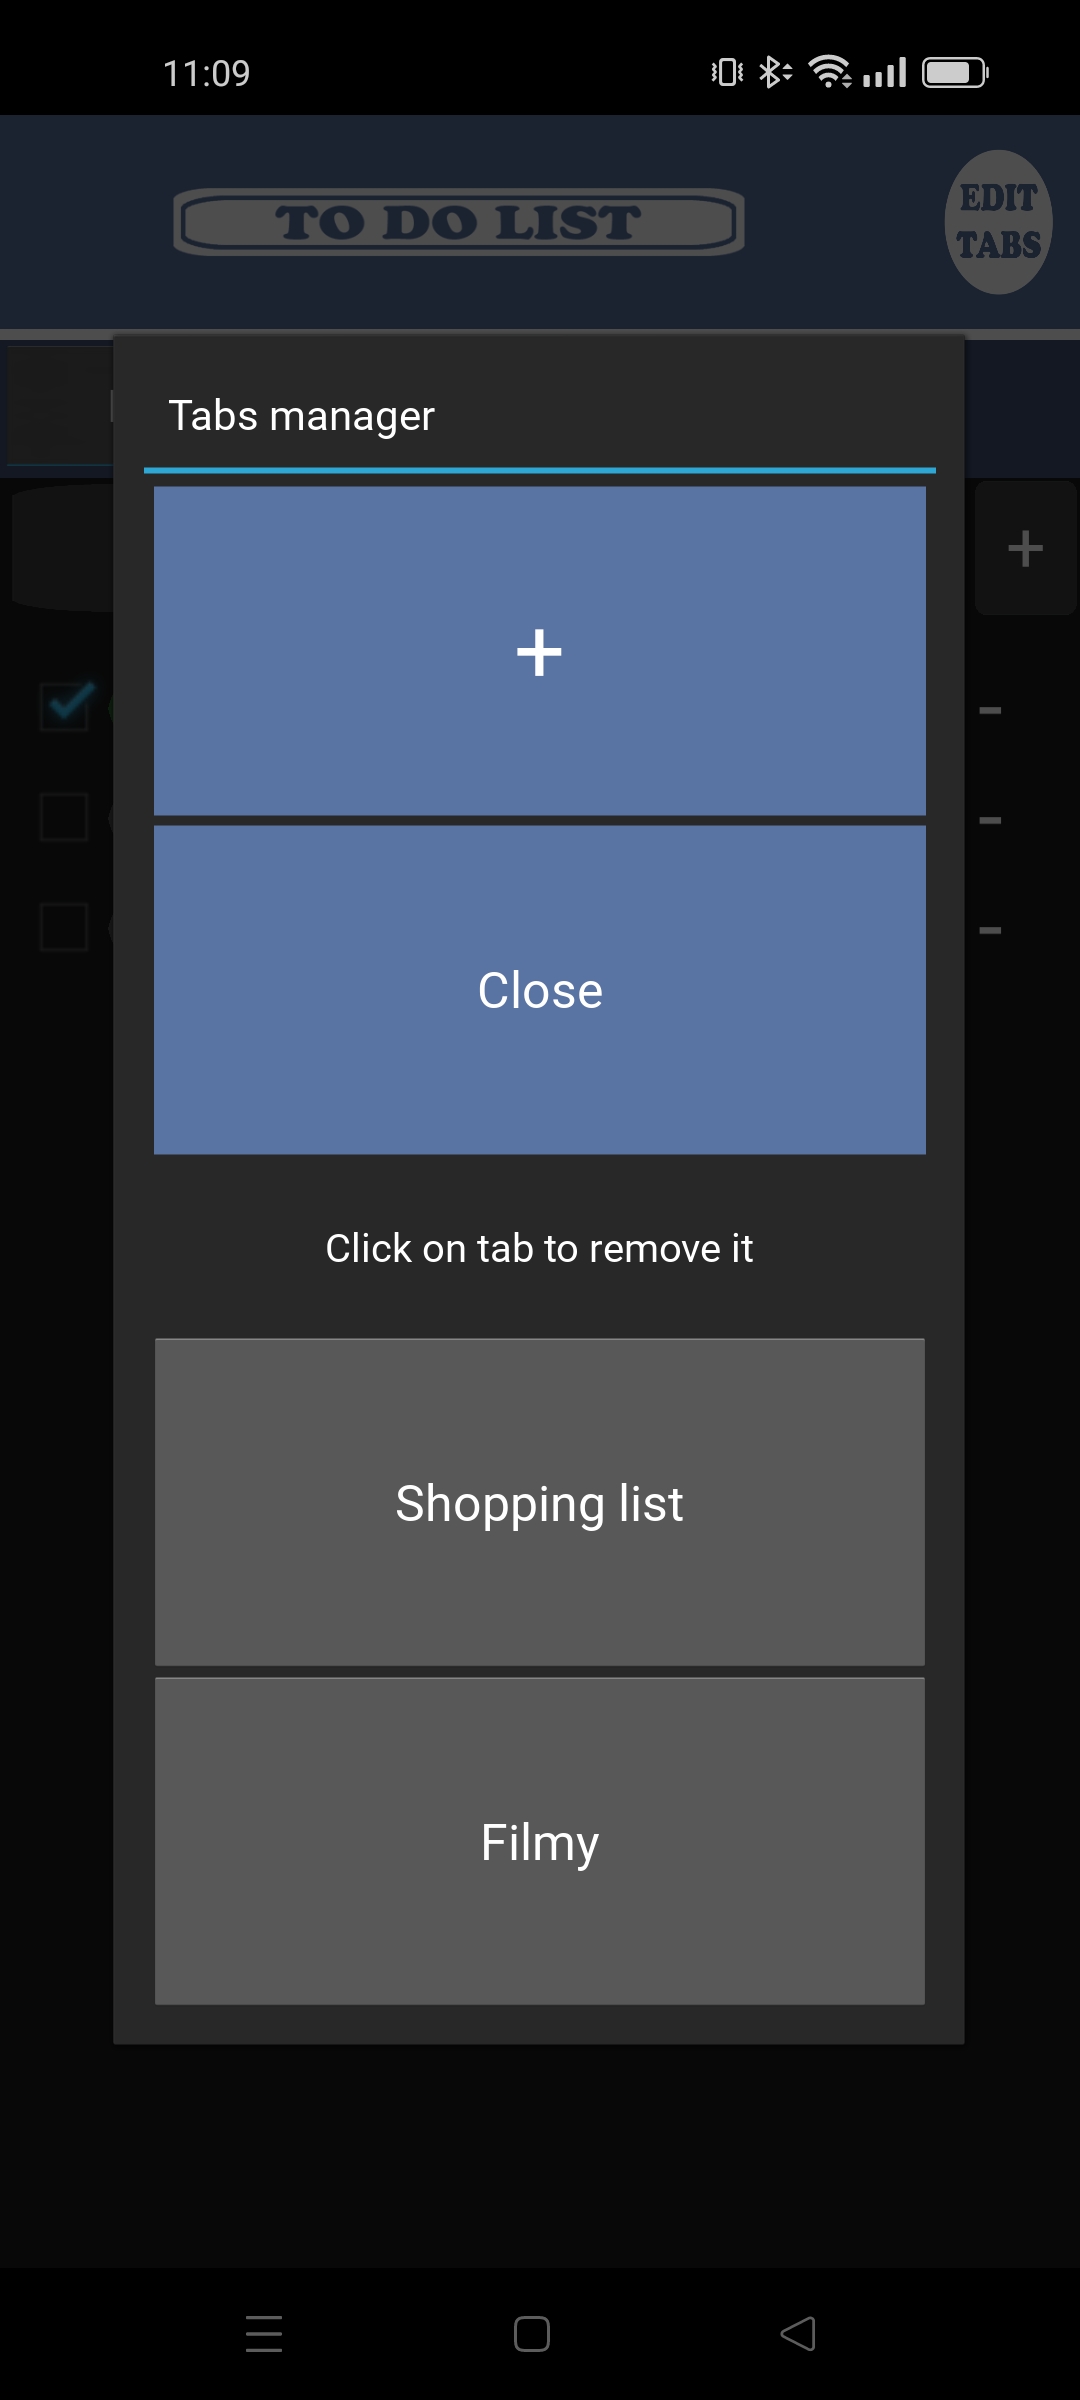 11:09
TO DO LIST
EDIT
TABS
Tabs manager
+
+
Close
-
-
-
Click on tab to remove it
Shopping list
Filmy